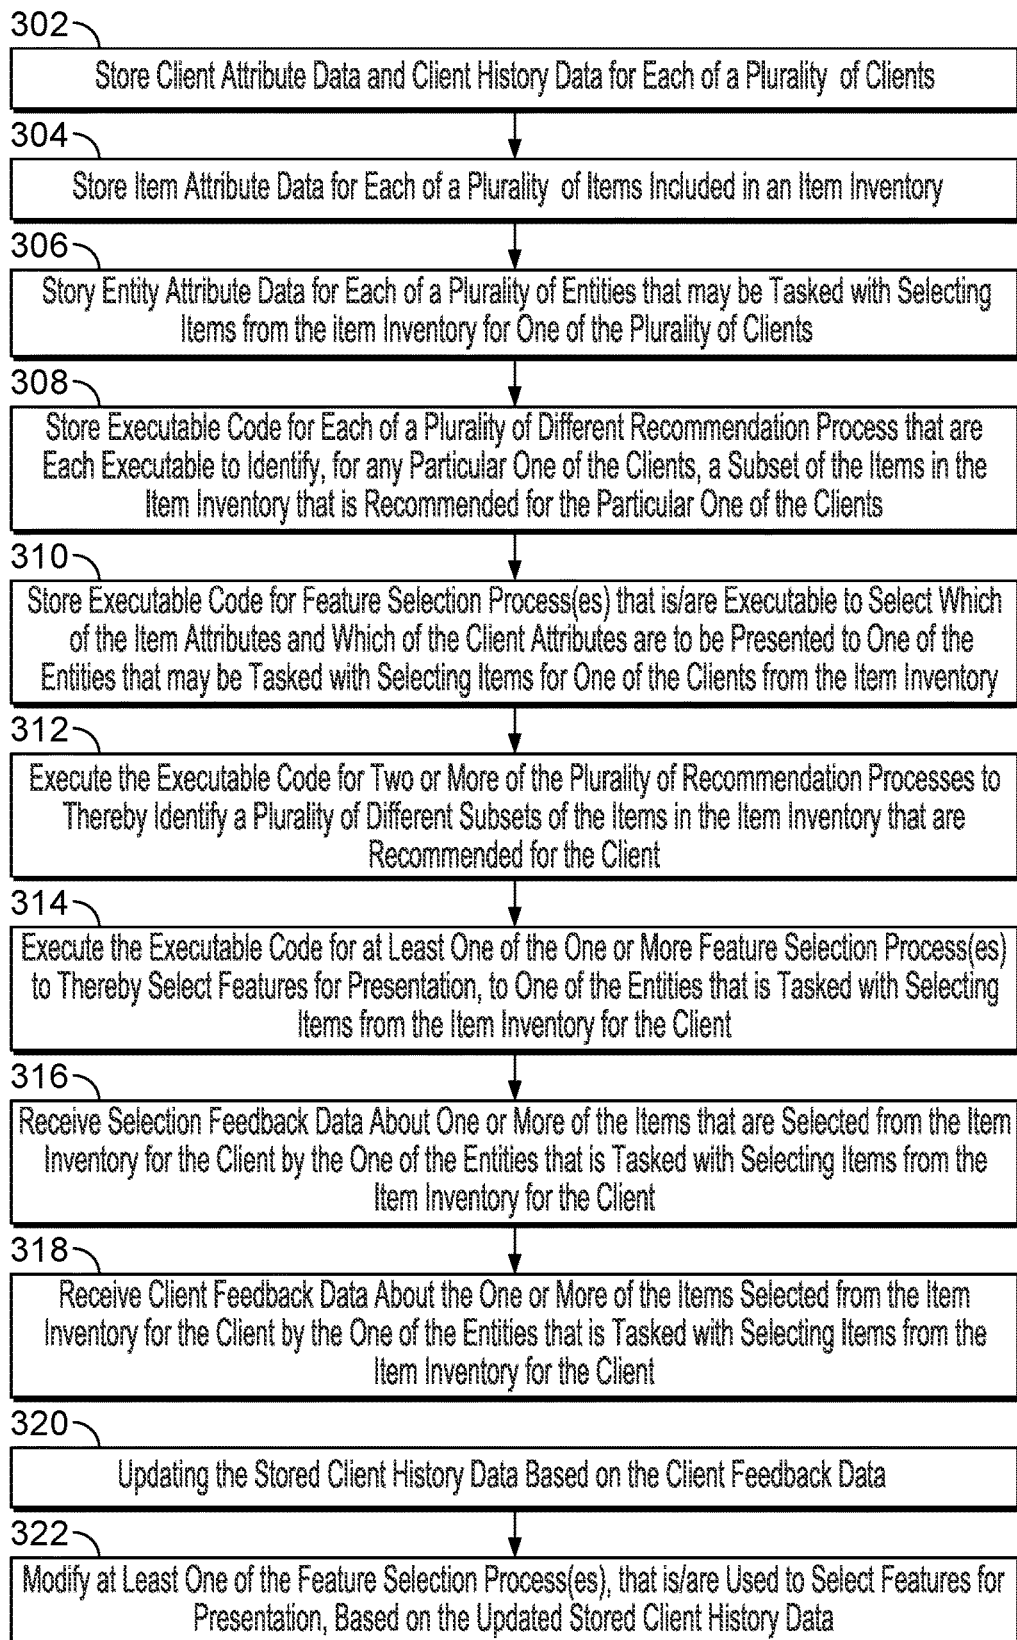 302
Store Client Attribute Data and Client History Data for Each of a Plurality of Clients
304
Store Item Attribute Data for Each of a Plurality of Items Included in an Item Inventory
306
Story Entity Attribute Data for Each of a Plurality of Entities that may be Tasked with Selecting
Items from the item Inventory for One of the Plurality of Clients
308
Store Executable Code for Each of a Plurality of Different Recommendation Process that are
Each Executable to Identify, for any Particular One of the Clients, a Subset of the Items in the
Item Inventory that is Recommended for the Particular One of the Clients
310
Store Executable Code for Feature Selection Process(es) that is/are Executable to Select Which
of the Item Attributes and Which of the Client Attributes are to be Presented to One of the
Entities that may be Tasked with Selecting Items for One of the Clients from the Item Inventory
312
Execute the Executable Code for Two or More of the Plurality of Recommendation Processes to
Thereby Identify a Plurality of Different Subsets of the Items in the Item Inventory that are
Recommended for the Client
314
Execute the Executable Code for at Least One of the One or More Feature Selection Process(es)
to Thereby Select Features for Presentation, to One of the Entities that is Tasked with Selecting
Items from the Item Inventory for the Client
316
Receive Selection Feedback Data About One or More of the Items that are Selected from the Item
Inventory for the Client by the One of the Entities that is Tasked with Selecting Items from the
Item Inventory for the Client
318
Receive Client Feedback Data About the One or More of the Items Selected from the Item
Inventory for the Client by the One of the Entities that is Tasked with Selecting Items from the
Item Inventory for the Client
320
Updating the Stored Client History Data Based on the Client Feedback Data
322
Modify at Least One of the Feature Selection Process(es), that is/are Used to Select Features for
Presentation, Based on the Updated Stored Client History Data